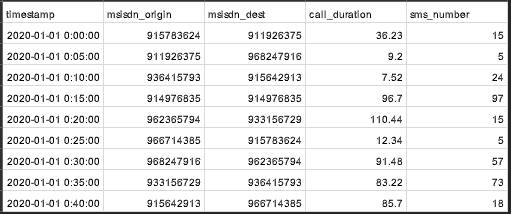 timestamp msisdn_origin msisdn_dest call_duration sms_number
2020-01-01 0:00:00 915783624 911926375 36.23 15
2020-01-01 0:05:00 911926375 968247916 9.2 5
2020-01-01 0:10:00 936415793 915642913 7.52 24
2020-01-01 0:15:00 914976835 914976835 96.7 97
2020-01-01 0:20:00 962365794 933156729 110.44 15
2020-01-01 0:25:00 966714385 915783624 12.34 5
2020-01-01 0:30:00 968247916 962365794 91.48 57
2020-01-01 0:35:00 933156729 936415793 83.22 73
2020-01-01 0:40:00 915642913 966714385 85.7 18